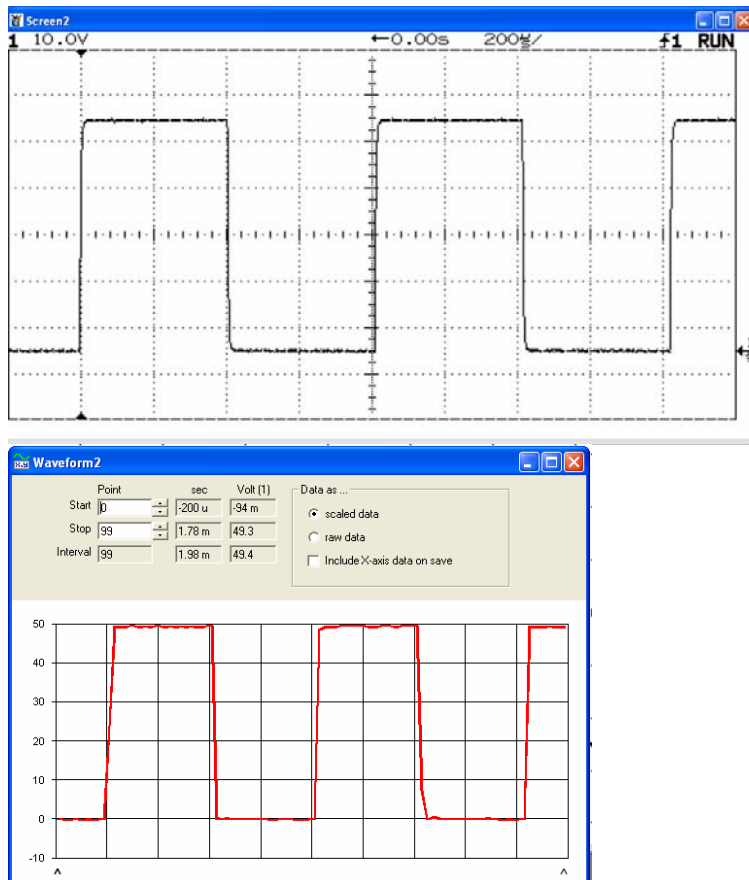 Screen2
1 10.0V ←0.00s 200㎲/ 1 RUN
Waveform2
Point sec Volt (1)
Start 0 -200 u -94 m
Stop 99 1.78 m 49.3
Interval 99 1.98 m 49.4
Data as ...
scaled data
raw data
Include X-axis data on save
50
40
30
20
10
0
-10
^ ^